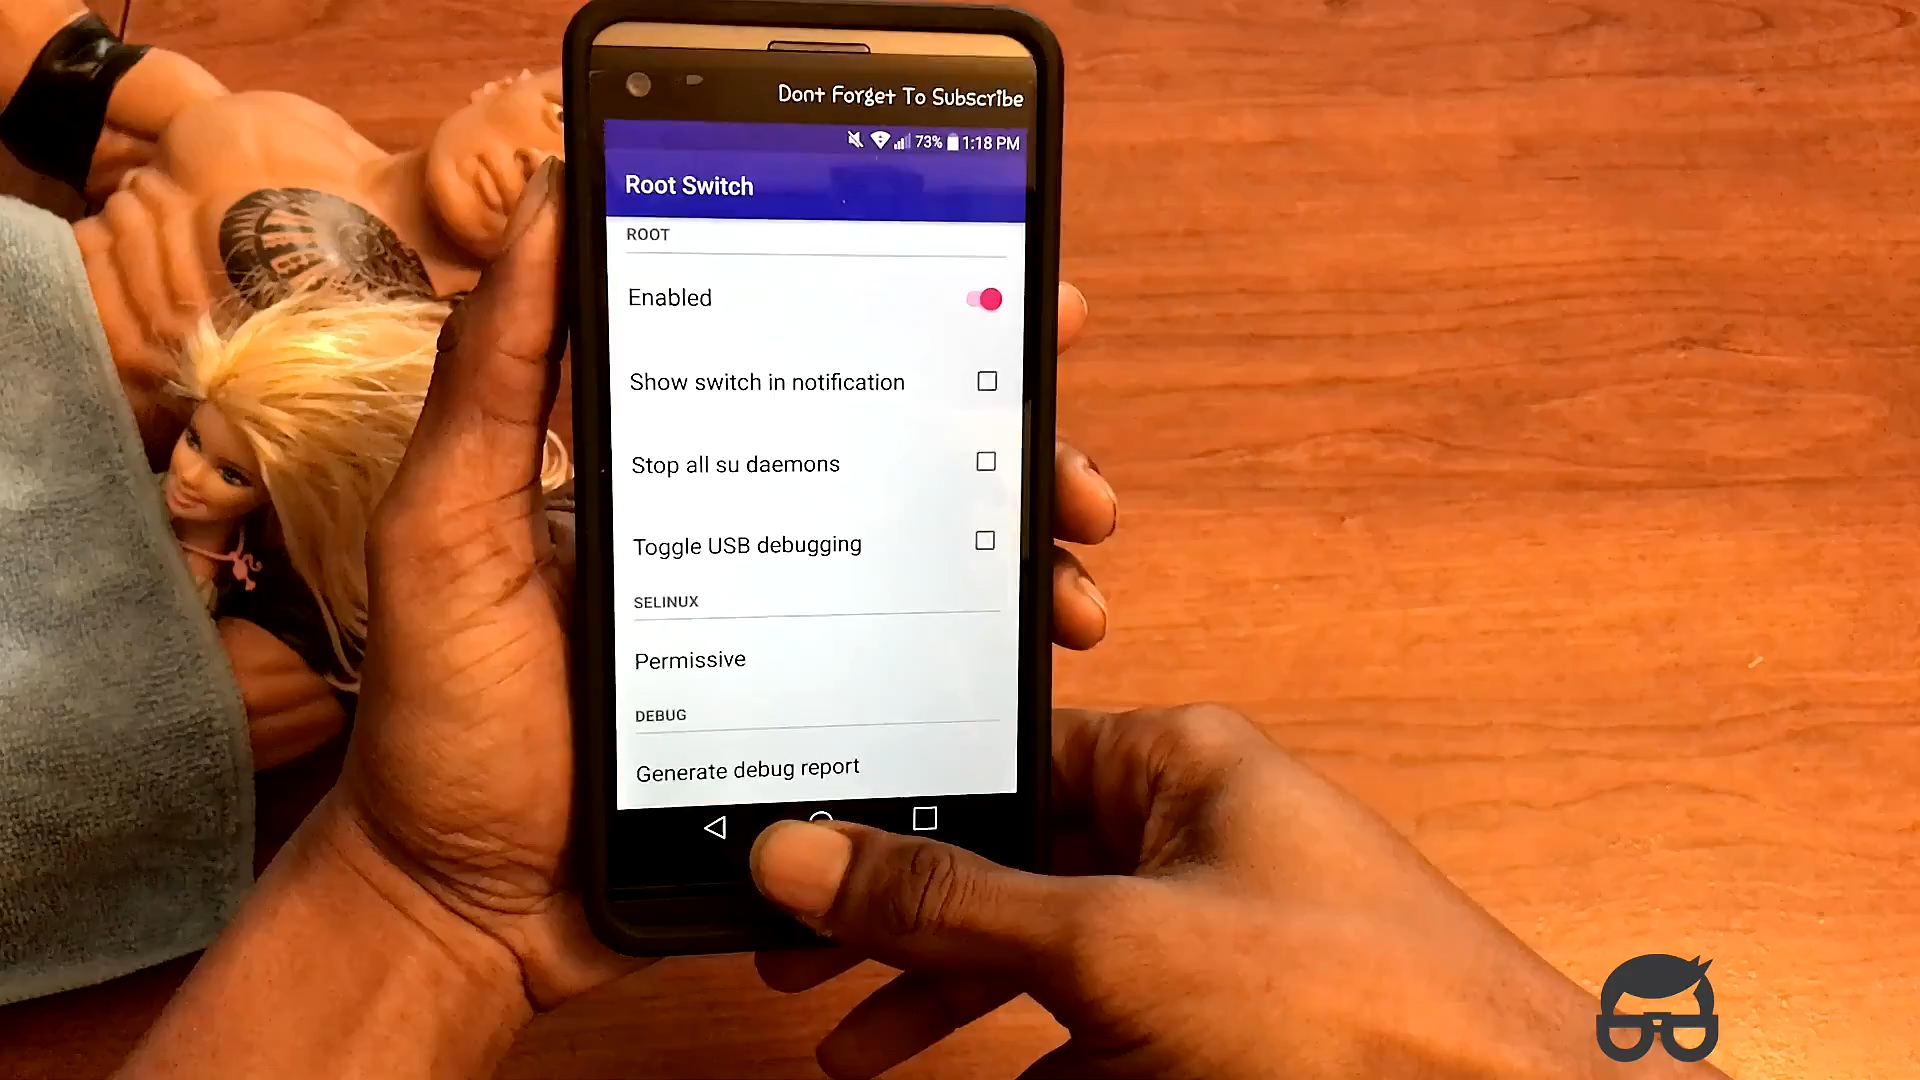 Dont Forget To Subscribe
73% 1:18 PM
Root Switch
ROOT
Enabled
Show switch in notification
Stop all su daemons
Toggle USB debugging
SELINUX
Permissive
DEBUG
Generate debug report